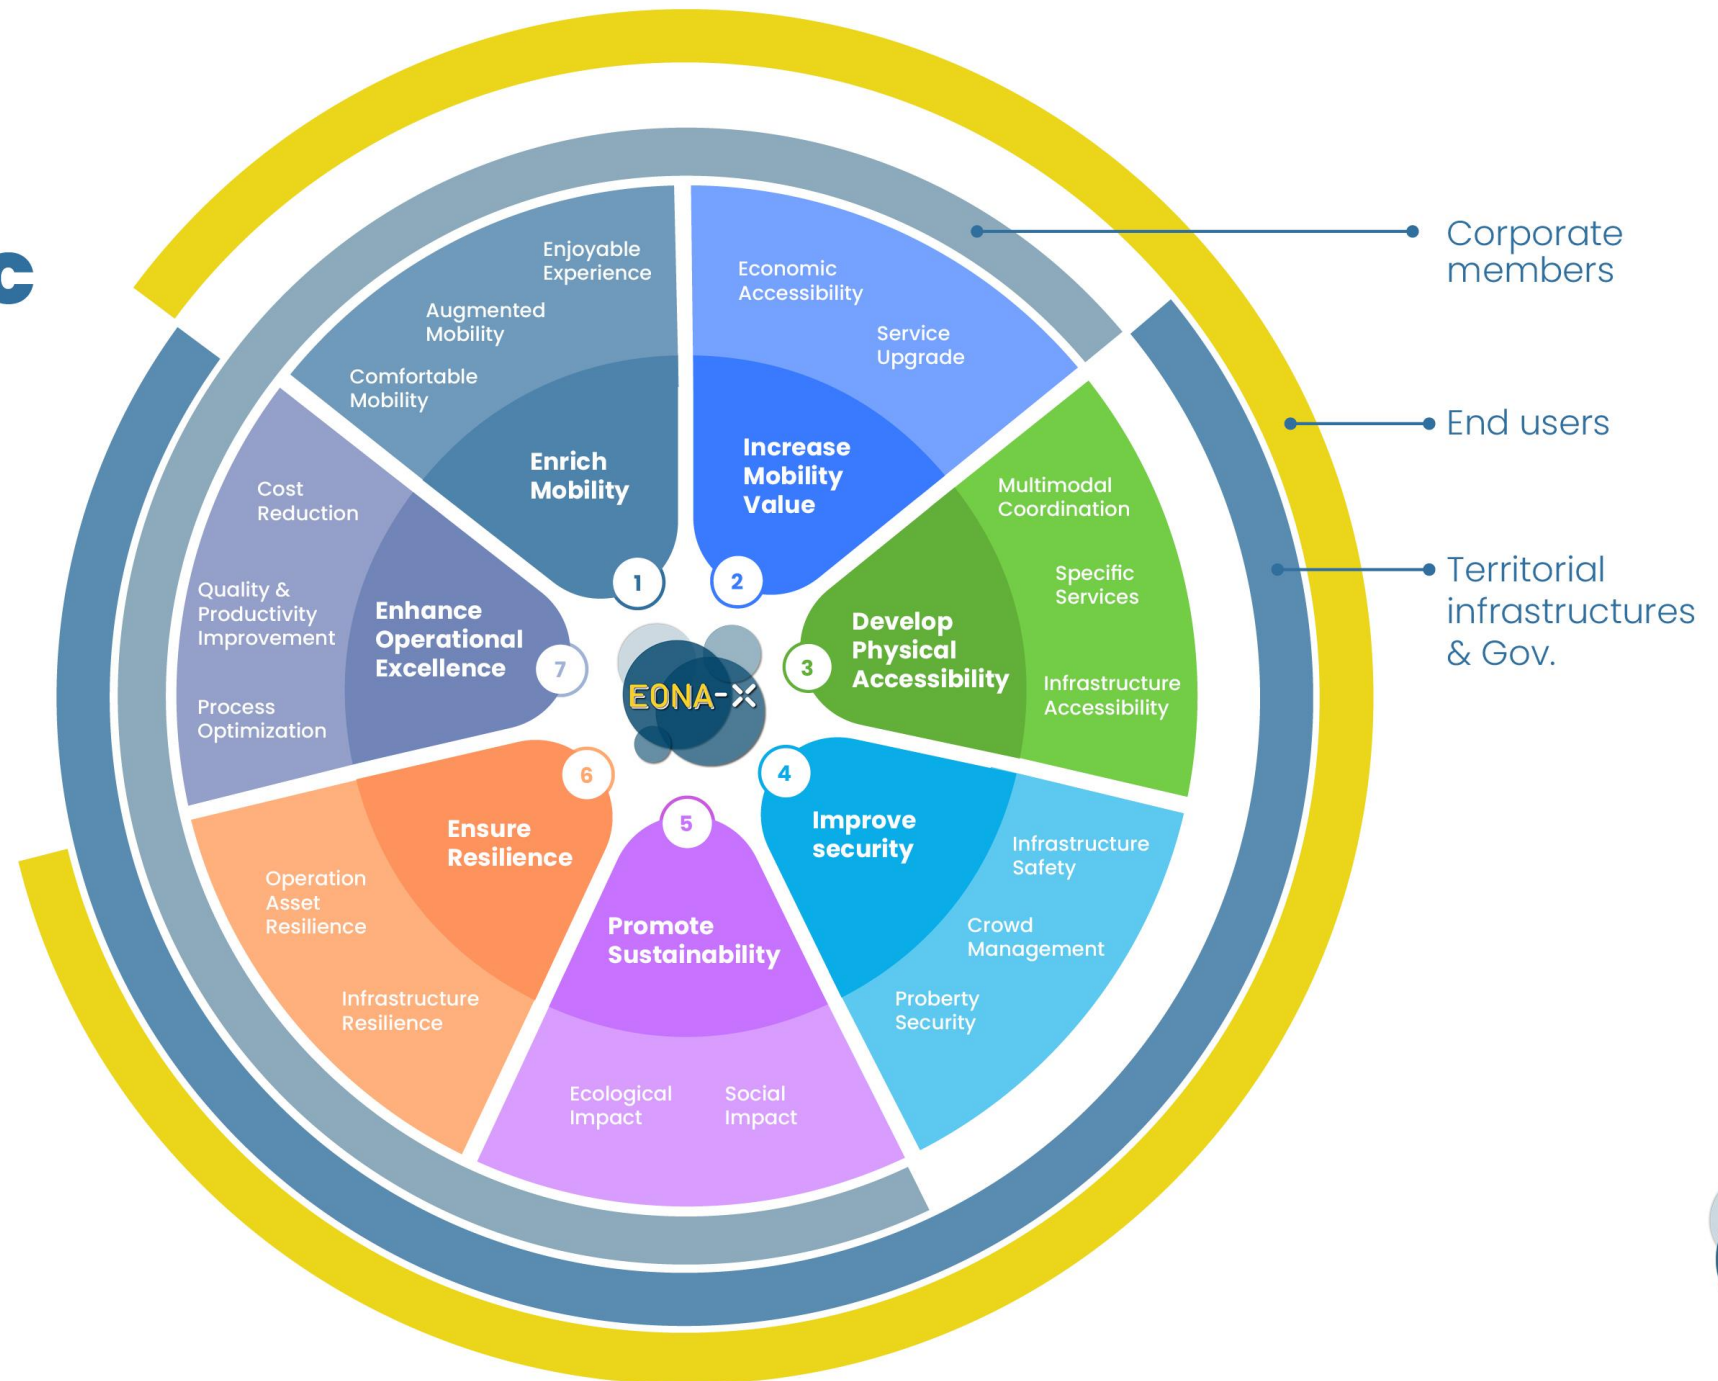 c
Enjoyable
Experience
Augmented
Mobility
Comfortable
Mobility
Enrich
Mobility
1
Economic
Accessibility
Service
Upgrade
Increase
Mobility
Value
2
Multimodal
Coordination
Specific
Services
Infrastructure
Accessibility
Develop
Physical
Accessibility
3
Improve
security
4
Infrastructure
Safety
Crowd
Management
Proberty
Security
5
Promote
Sustainability
Ecological
Impact
Social
Impact
6
Ensure
Resilience
Operation
Asset
Resilience
Infrastructure
Resilience
7
Enhance
Operational
Excellence
Cost
Reduction
Quality &
Productivity
Improvement
Process
Optimization
EONA-X
Corporate
members
End users
Territorial
infrastructures
& Gov.